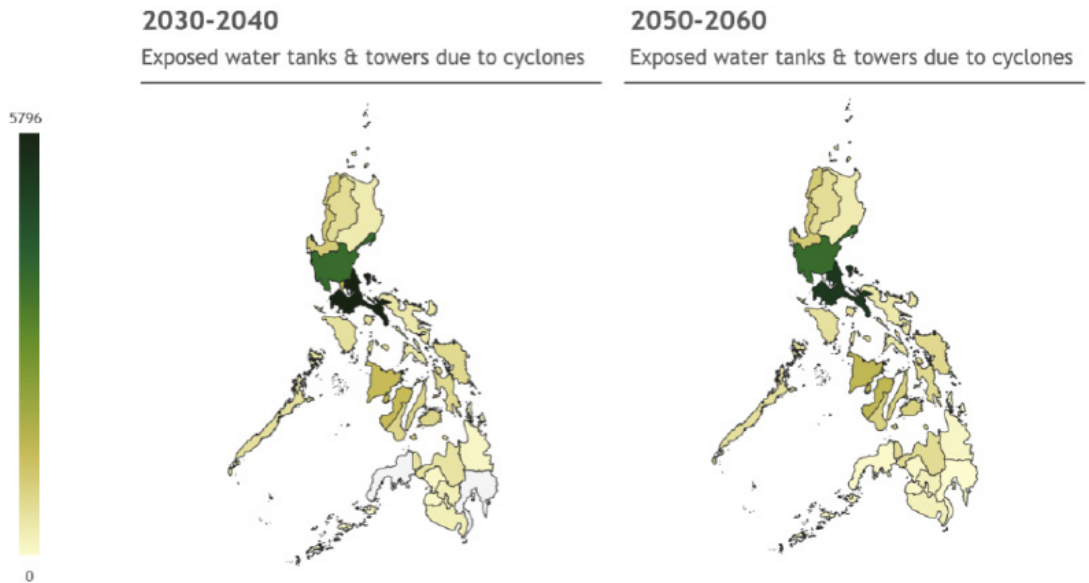 2030-2040
Exposed water tanks & towers due to cyclones
2050-2060
Exposed water tanks & towers due to cyclones
5796
0